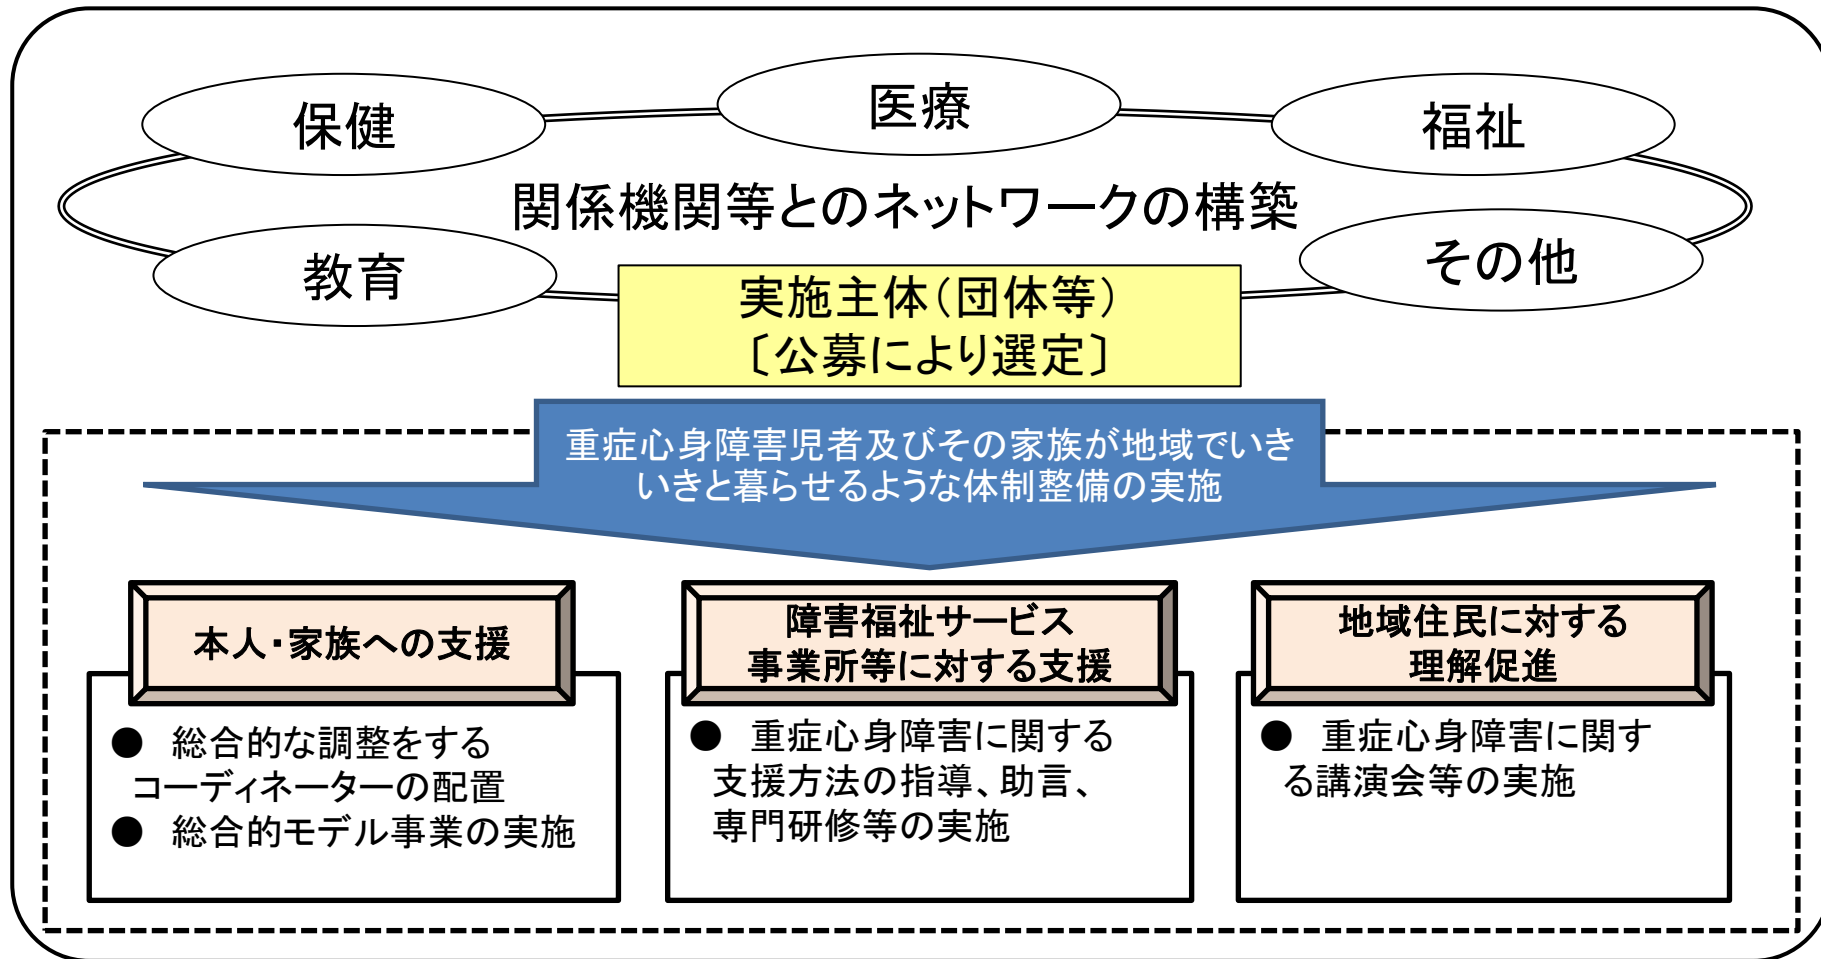 保健
医療
福祉
関係機関等とのネットワークの構築
教育
その他
実施主体（団体等）
〔公募により選定〕
重症心身障害児者及びその家族が地域でいき
いきと暮らせるような体制整備の実施
本人・家族への支援
● 総合的な調整をする
コーディネーターの配置
● 総合的モデル事業の実施
障害福祉サービス
事業所等に対する支援
● 重症心身障害に関する
支援方法の指導、助言、
専門研修等の実施
地域住民に対する
理解促進
● 重症心身障害に関す
る講演会等の実施